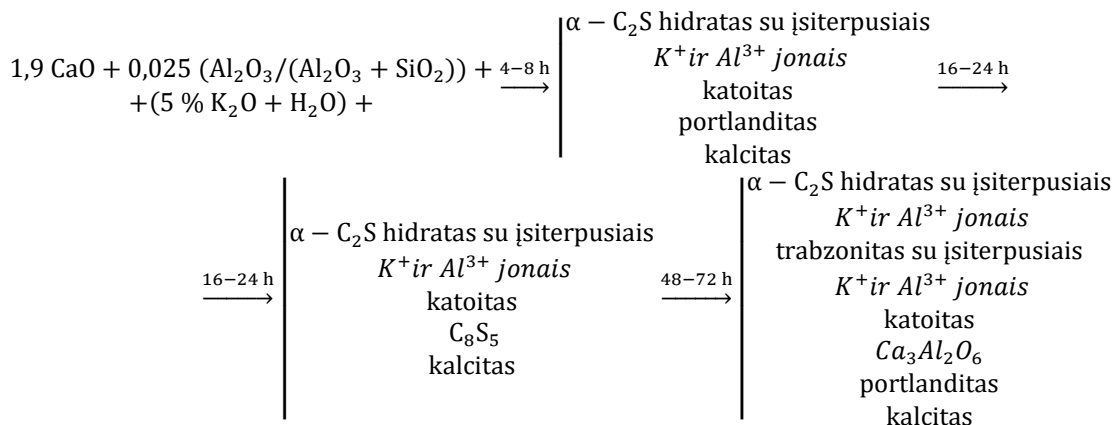 1,9 CaO + 0,025 (Al₂O₃/(Al₂O₃ + SiO₂)) +
+(5 % K₂O + H₂O) +
4−8 h
⟶
α − C₂S hidratas su įsiterpusiais
K⁺ir Al³⁺ jonais
katoitas
portlanditas
kalcitas
16−24 h
⟶
16−24 h
⟶
α − C₂S hidratas su įsiterpusiais
K⁺ir Al³⁺ jonais
katoitas
C₈S₅
kalcitas
48−72 h
⟶
α − C₂S hidratas su įsiterpusiais
K⁺ir Al³⁺ jonais
trabzonitas su įsiterpusiais
K⁺ir Al³⁺ jonais
katoitas
Ca₃Al₂O₆
portlanditas
kalcitas